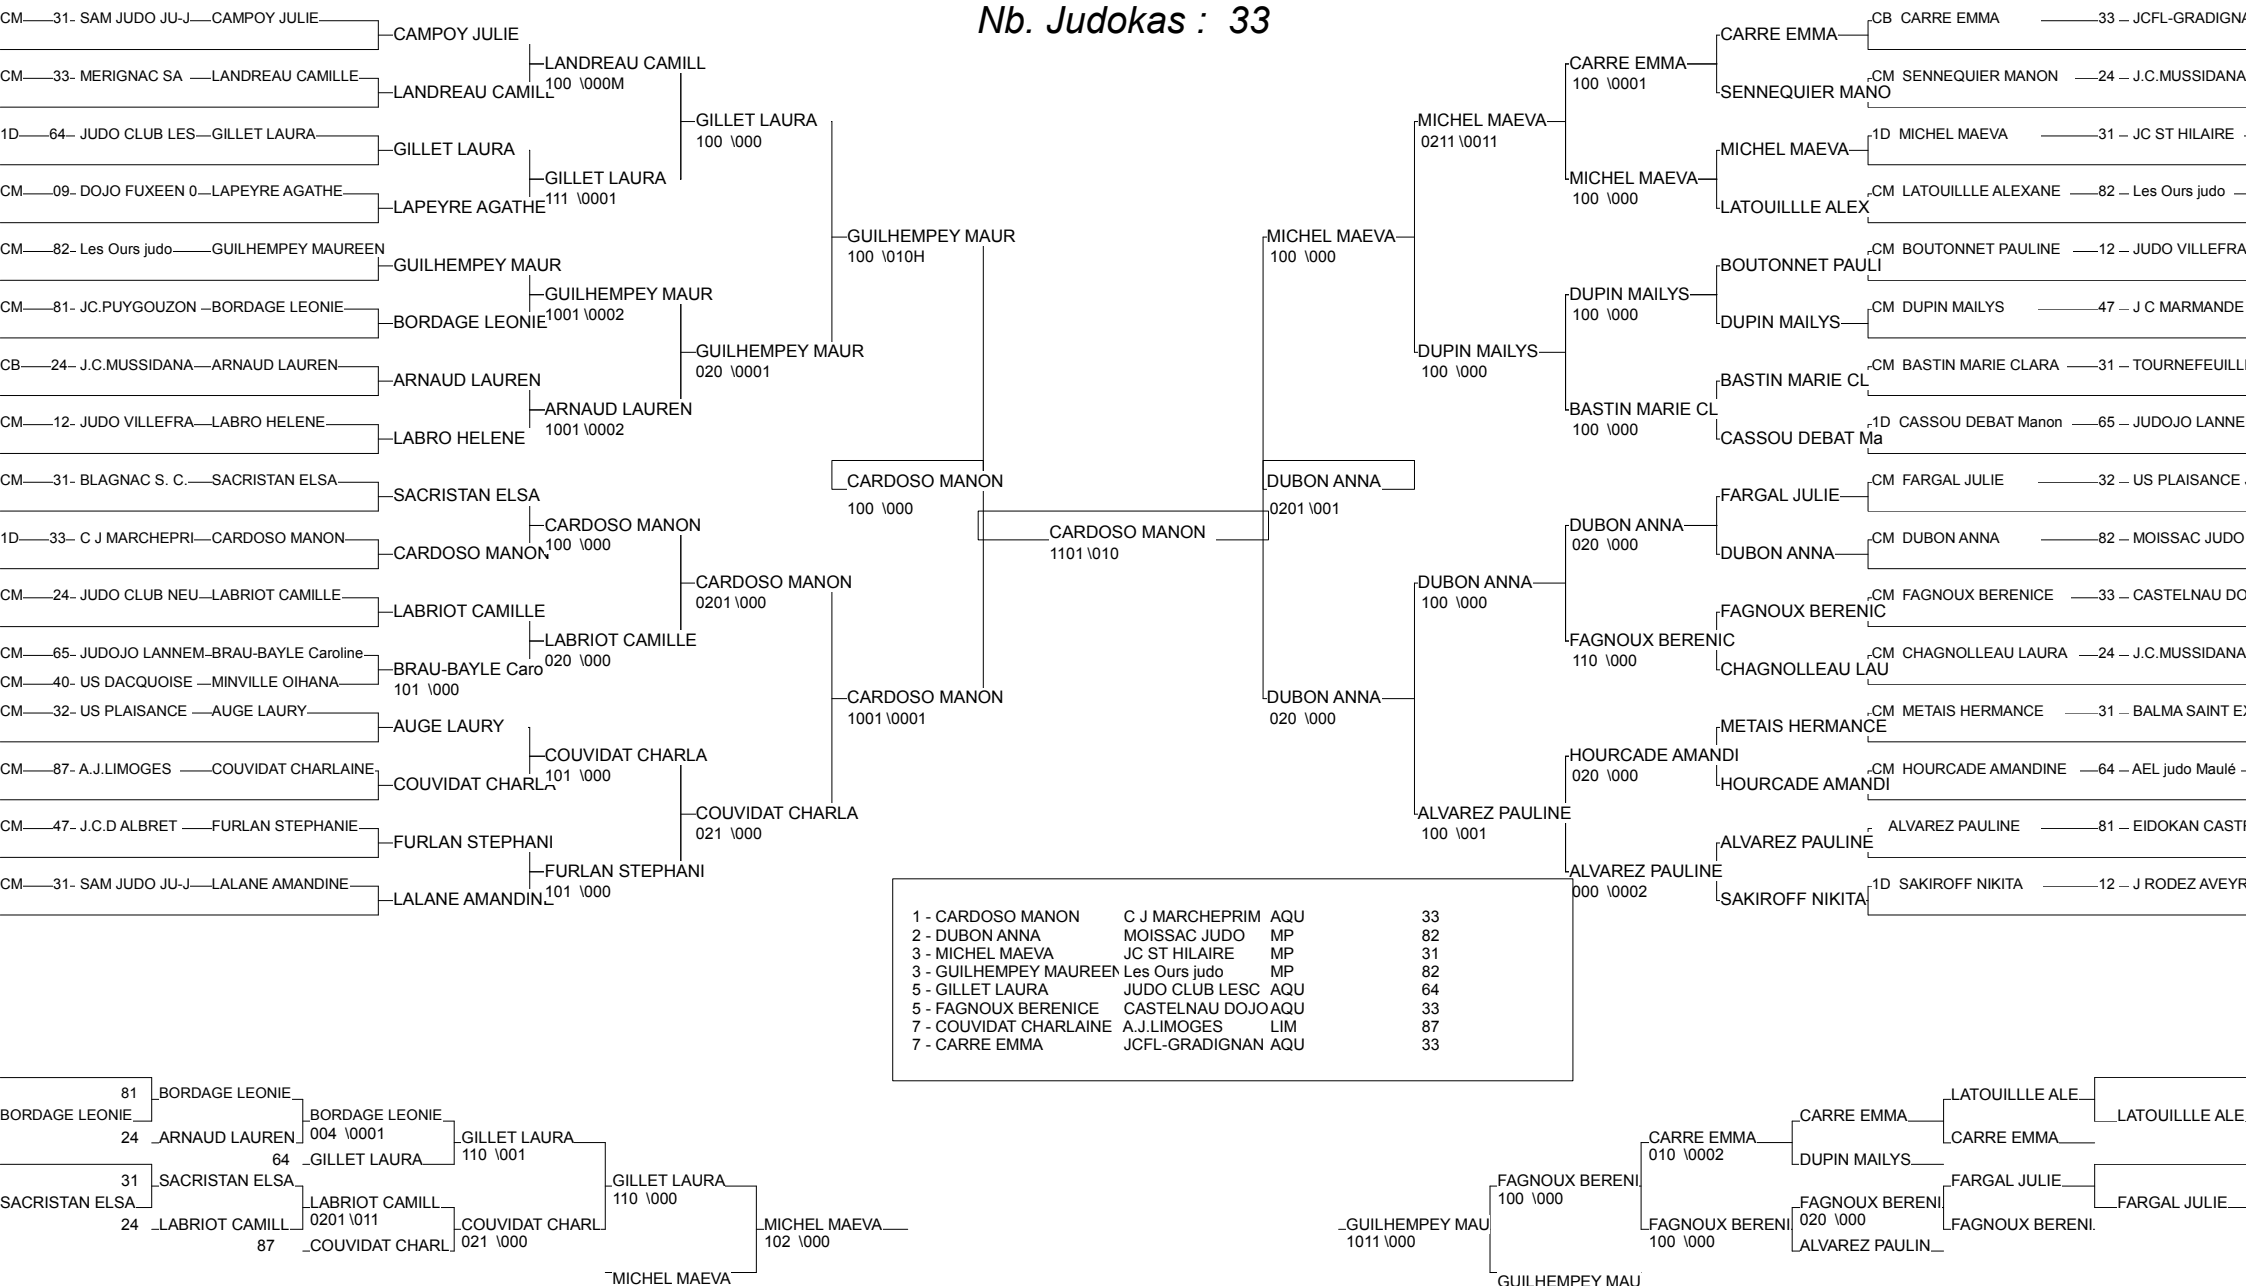 Nb. Judokas : 33
CM 31- SAM JUDO JU-J CAMPOY JULIE
CM 33- MERIGNAC SA LANDREAU CAMILLE
1D 64- JUDO CLUB LES GILLET LAURA
CM 09- DOJO FUXEEN 0 LAPEYRE AGATHE
CM 82- Les Ours judo GUILHEMPEY MAUREEN
CM 81- JC.PUYGOUZON BORDAGE LEONIE
CB 24- J.C.MUSSIDANA ARNAUD LAUREN
CM 12- JUDO VILLEFRA LABRO HELENE
CM 31- BLAGNAC S. C. SACRISTAN ELSA
1D 33- C J MARCHEPRI CARDOSO MANON
CM 24- JUDO CLUB NEU LABRIOT CAMILLE
CM 65- JUDOJO LANNEM BRAU-BAYLE Caroline
CM 40- US DACQUOISE MINVILLE OIHANA
CM 32- US PLAISANCE AUGE LAURY
CM 87- A.J.LIMOGES COUVIDAT CHARLAINE
CM 47- J.C.D ALBRET FURLAN STEPHANIE
CM 31- SAM JUDO JU-J LALANE AMANDINE
CAMPOY JULIE
LANDREAU CAMILL
GILLET LAURA
LAPEYRE AGATHE
GUILHEMPEY MAUR
BORDAGE LEONIE
ARNAUD LAUREN
LABRO HELENE
SACRISTAN ELSA
CARDOSO MANON
LABRIOT CAMILLE
BRAU-BAYLE Caro
101 \000
AUGE LAURY
COUVIDAT CHARLA
FURLAN STEPHANI
LALANE AMANDIN
LANDREAU CAMILL
100 \000M
GILLET LAURA
111 \0001
GUILHEMPEY MAUR
1001 \0002
ARNAUD LAUREN
1001 \0002
CARDOSO MANON
100 \000
LABRIOT CAMILLE
020 \000
COUVIDAT CHARLA
101 \000
FURLAN STEPHANI
101 \000
GILLET LAURA
100 \000
GUILHEMPEY MAUR
020 \0001
CARDOSO MANON
0201 \000
COUVIDAT CHARLA
021 \000
GUILHEMPEY MAUR
100 \010H
CARDOSO MANON
100 \000
CARDOSO MANON
1001 \0001
CARDOSO MANON
1101 \010
MICHEL MAEVA
100 \000
DUBON ANNA
0201 \001
DUBON ANNA
020 \000
MICHEL MAEVA
0211 \0011
DUPIN MAILYS
100 \000
DUBON ANNA
100 \000
ALVAREZ PAULINE
100 \001
CARRE EMMA
100 \0001
MICHEL MAEVA
100 \000
DUPIN MAILYS
100 \000
BASTIN MARIE CL
100 \000
DUBON ANNA
020 \000
FAGNOUX BERENIC
110 \000
HOURCADE AMANDI
020 \000
ALVAREZ PAULINE
000 \0002
CARRE EMMA
SENNEQUIER MANO
MICHEL MAEVA
LATOUILLLE ALEX
BOUTONNET PAULI
DUPIN MAILYS
BASTIN MARIE CL
CASSOU DEBAT Ma
FARGAL JULIE
DUBON ANNA
FAGNOUX BERENIC
CHAGNOLLEAU LAU
METAIS HERMANCE
HOURCADE AMANDI
ALVAREZ PAULINE
SAKIROFF NIKITA
CB CARRE EMMA 33 – JCFL-GRADIGNA
CM SENNEQUIER MANON 24 – J.C.MUSSIDANA
1D MICHEL MAEVA 31 – JC ST HILAIRE
CM LATOUILLLE ALEXANE 82 – Les Ours judo
CM BOUTONNET PAULINE 12 – JUDO VILLEFRA
CM DUPIN MAILYS 47 – J C MARMANDE
CM BASTIN MARIE CLARA 31 – TOURNEFEUILL
1D CASSOU DEBAT Manon 65 – JUDOJO LANNE
CM FARGAL JULIE 32 – US PLAISANCE
CM DUBON ANNA 82 – MOISSAC JUDO
CM FAGNOUX BERENICE 33 – CASTELNAU DO
CM CHAGNOLLEAU LAURA 24 – J.C.MUSSIDANA
CM METAIS HERMANCE 31 – BALMA SAINT EX
CM HOURCADE AMANDINE 64 – AEL judo Maulé
ALVAREZ PAULINE 81 – EIDOKAN CAST
1D SAKIROFF NIKITA 12 – J RODEZ AVEYR
1 - CARDOSO MANON C J MARCHEPRIM AQU 33
2 - DUBON ANNA MOISSAC JUDO MP 82
3 - MICHEL MAEVA JC ST HILAIRE MP 31
3 - GUILHEMPEY MAUREEN Les Ours judo MP 82
5 - GILLET LAURA JUDO CLUB LESC AQU 64
5 - FAGNOUX BERENICE CASTELNAU DOJO AQU 33
7 - COUVIDAT CHARLAINE A.J.LIMOGES LIM 87
7 - CARRE EMMA JCFL-GRADIGNAN AQU 33
BORDAGE LEONIE
SACRISTAN ELSA
81 BORDAGE LEONIE
24 ARNAUD LAUREN
31 SACRISTAN ELSA
24 LABRIOT CAMILL
BORDAGE LEONIE
004 \0001
64 GILLET LAURA
LABRIOT CAMILL
0201 \011
87 COUVIDAT CHARL
GILLET LAURA
110 \001
COUVIDAT CHARL
021 \000
GILLET LAURA
110 \000
MICHEL MAEVA
MICHEL MAEVA
102 \000
GUILHEMPEY MAU
1011 \000
FAGNOUX BERENI
100 \000
GUILHEMPEY MAU
CARRE EMMA
010 \0002
FAGNOUX BERENI
100 \000
CARRE EMMA
DUPIN MAILYS
FAGNOUX BERENI
020 \000
ALVAREZ PAULIN
LATOUILLLE ALE
CARRE EMMA
FARGAL JULIE
FAGNOUX BERENI
LATOUILLLE ALE
FARGAL JULIE